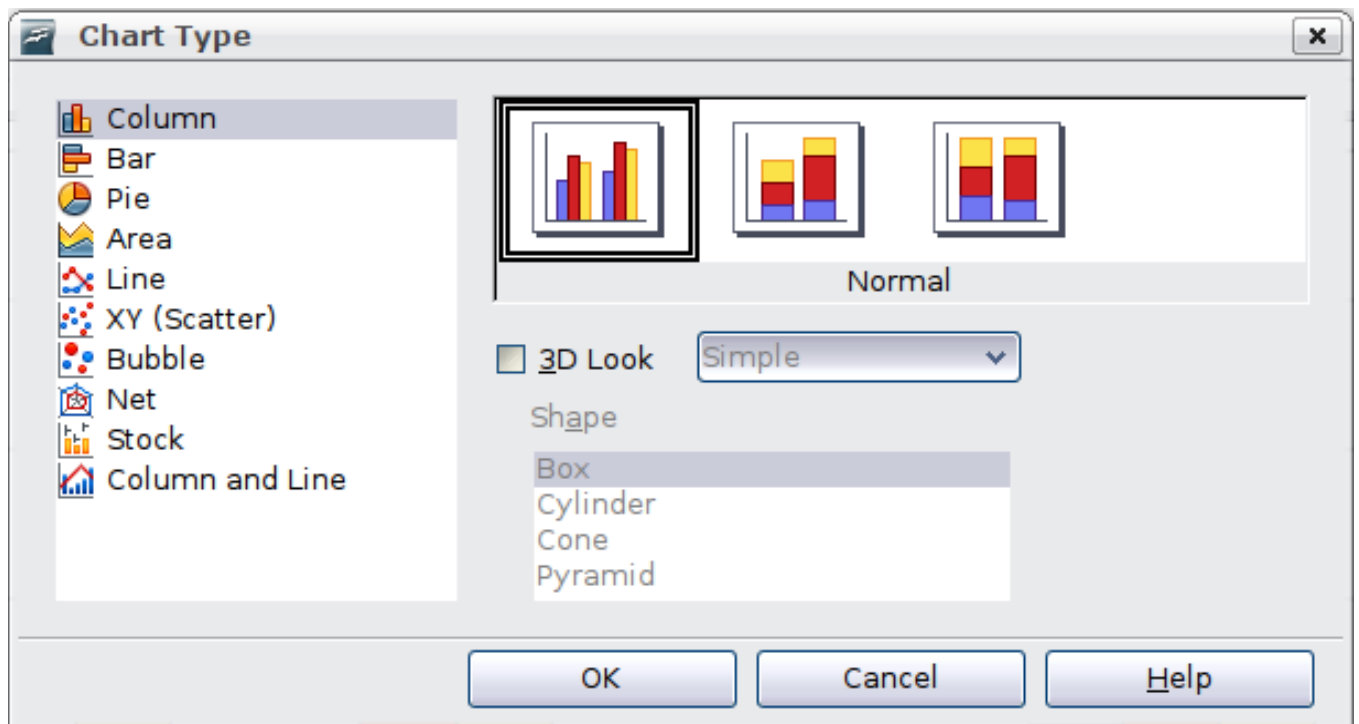 Chart Type
Column
Bar
Pie
Area
Line
XY (Scatter)
Bubble
Net
Stock
Column and Line
Normal
3D Look
Simple
Shape
Box
Cylinder
Cone
Pyramid
OK
Cancel
Help